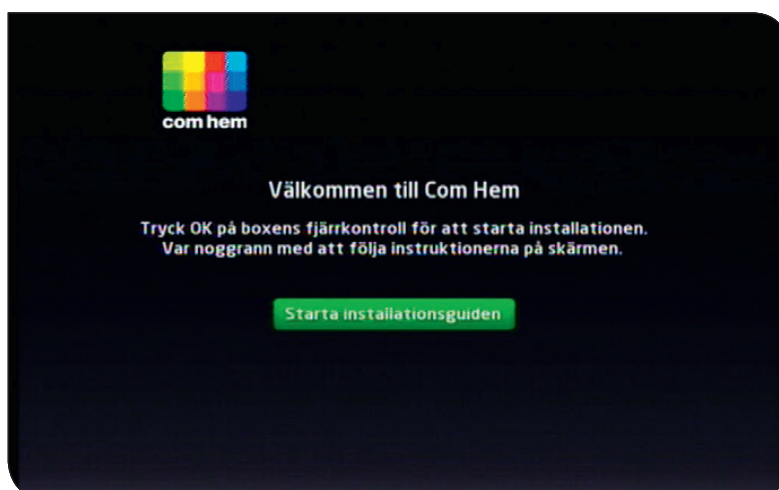 com hem
Välkommen till Com Hem
Tryck OK på boxens fjärrkontroll för att starta installationen.
Var noggrann med att följa instruktionerna på skärmen.
Starta installationsguiden